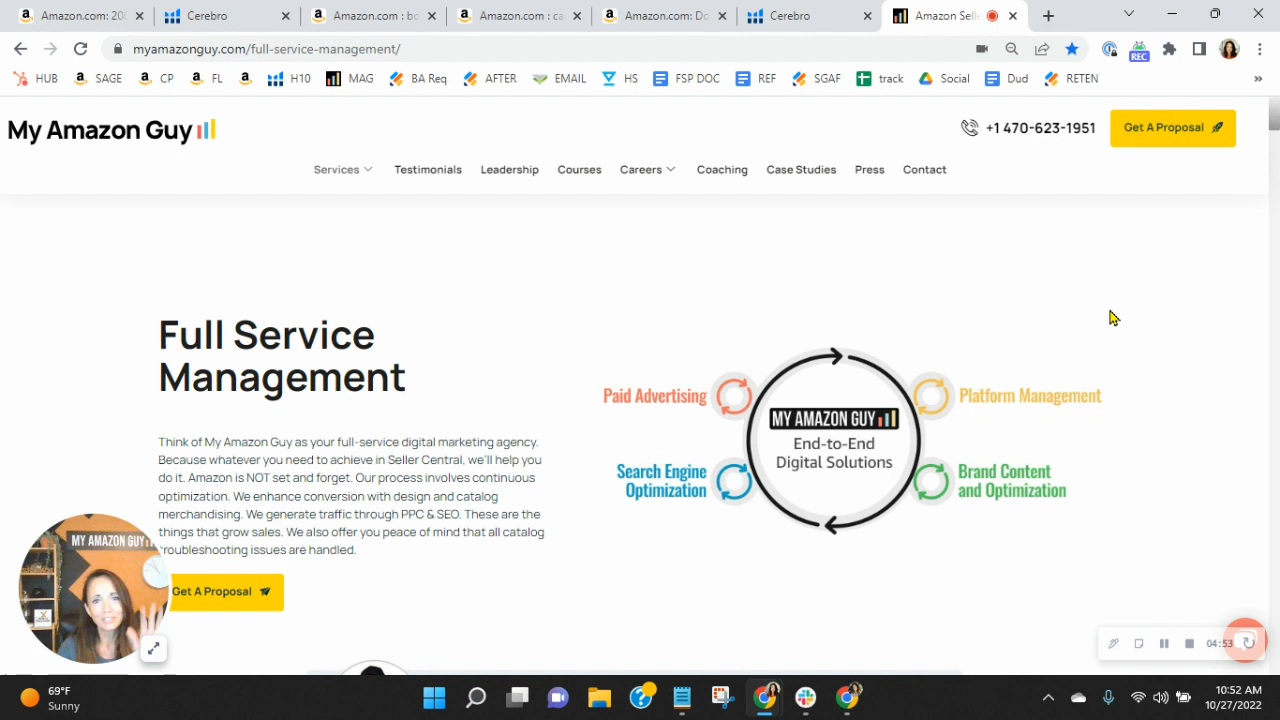 Amazon.com: 20
Cerebro
Amazon.com : b
Amazon.com : ca
Amazon.com: Do
Cerebro
Amazon Sell
myamazonguy.com/full-service-management/
REC
HUB
SAGE
CP
FL
H10
MAG
BA Req
AFTER
EMAIL
HS
FSP DOC
REF
SGAF
track
Social
Dud
RETEN
»
My Amazon Guy
+1 470-623-1951
Get A Proposal
Services
Testimonials
Leadership
Courses
Careers
Coaching
Case Studies
Press
Contact
Full Service
Management
Think of My Amazon Guy as your full-service digital marketing agency.
Because whatever you need to achieve in Seller Central, we'll help you
do it. Amazon is NOT set and forget. Our process involves continuous
optimization. We enhance conversion with design and catalog
merchandising. We generate traffic through PPC & SEO. These are the
things that grow sales. We also offer you peace of mind that all catalog
troubleshooting issues are handled.
Get A Proposal
Paid Advertising
Search Engine
Optimization
MY AMAZON GUY
End-to-End
Digital Solutions
Platform Management
Brand Content
and Optimization
MY AMAZON GUY
04:53
69°F
Sunny
10:52 AM
10/27/2022